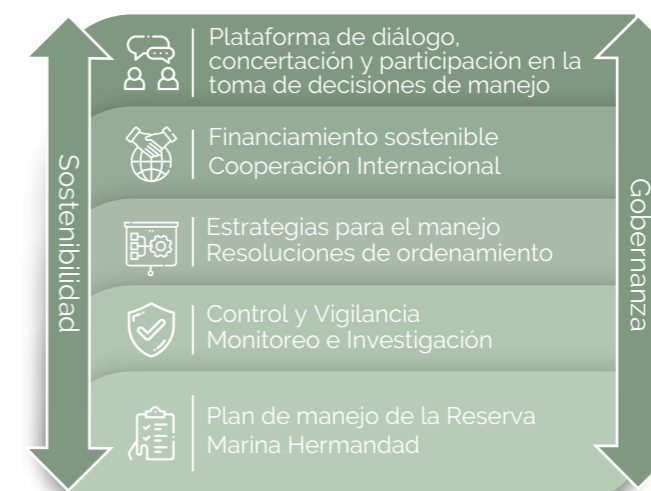 Plataforma de diálogo,
concertación y participación en la
toma de decisiones de manejo
Financiamiento sostenible
Cooperación Internacional
Estrategias para el manejo
Resoluciones de ordenamiento
Control y Vigilancia
Monitoreo e Investigación
Plan de manejo de la Reserva
Marina Hermandad
Sostenibilidad
Gobernanza